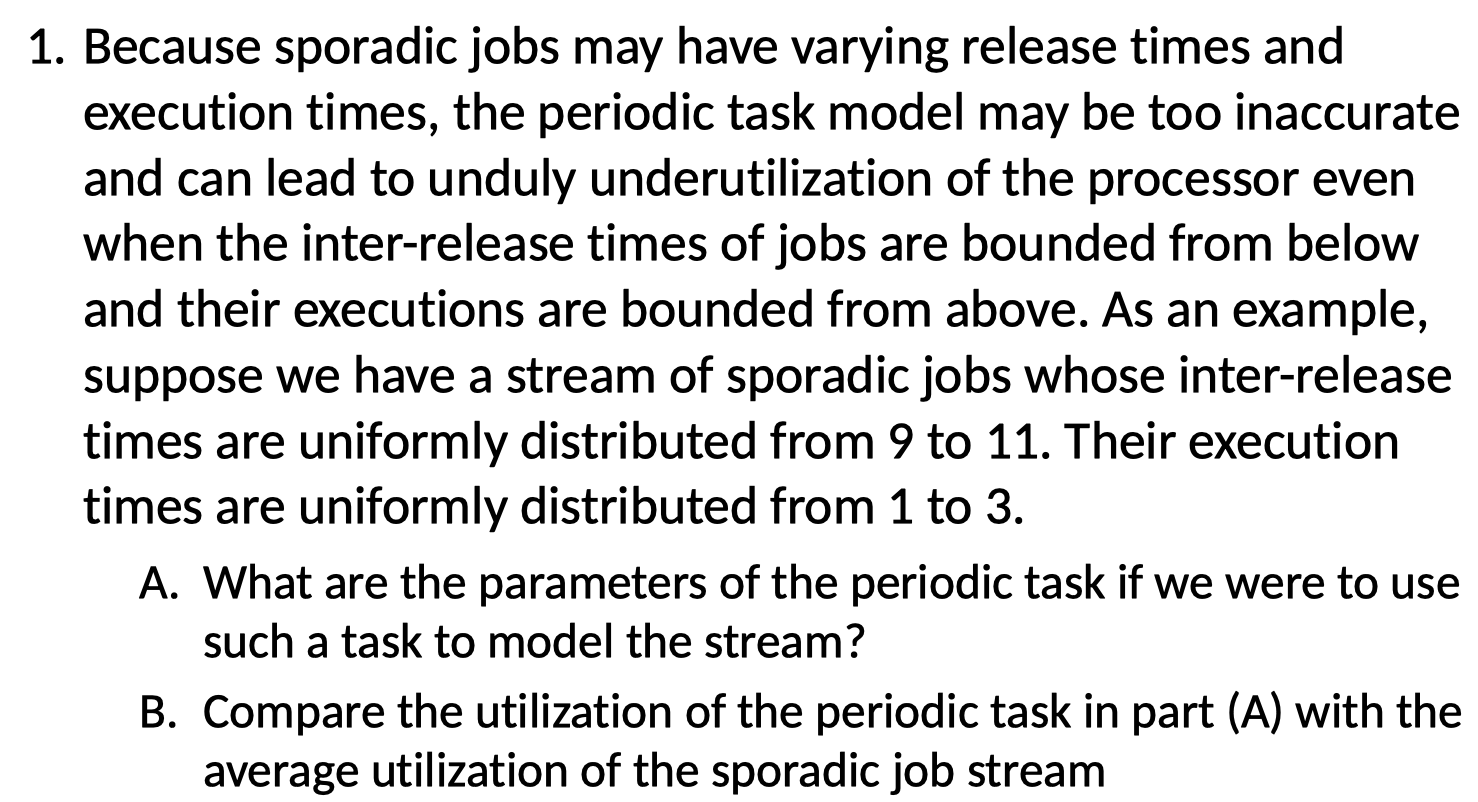 1. Because sporadic jobs may have varying release times and
execution times, the periodic task model may be too inaccurate
and can lead to unduly underutilization of the processor even
when the inter-release times of jobs are bounded from below
and their executions are bounded from above. As an example,
suppose we have a stream of sporadic jobs whose inter-release
times are uniformly distributed from 9 to 11. Their execution
times are uniformly distributed from 1 to 3.
A. What are the parameters of the periodic task if we were to use
such a task to model the stream?
B. Compare the utilization of the periodic task in part (A) with the
average utilization of the sporadic job stream